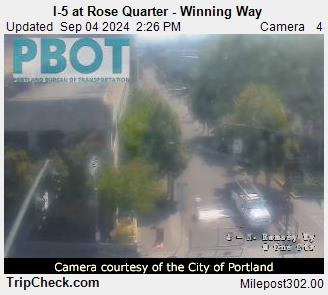 I-5 at Rose Quarter - Winning Way
Updated Sep 04 2024 2:26 PM Camera 4
PBOT
PORTLAND BUREAU OF TRANSPORTATION
Camera courtesy of the City of Portland
TripCheck.com Milepost302.00